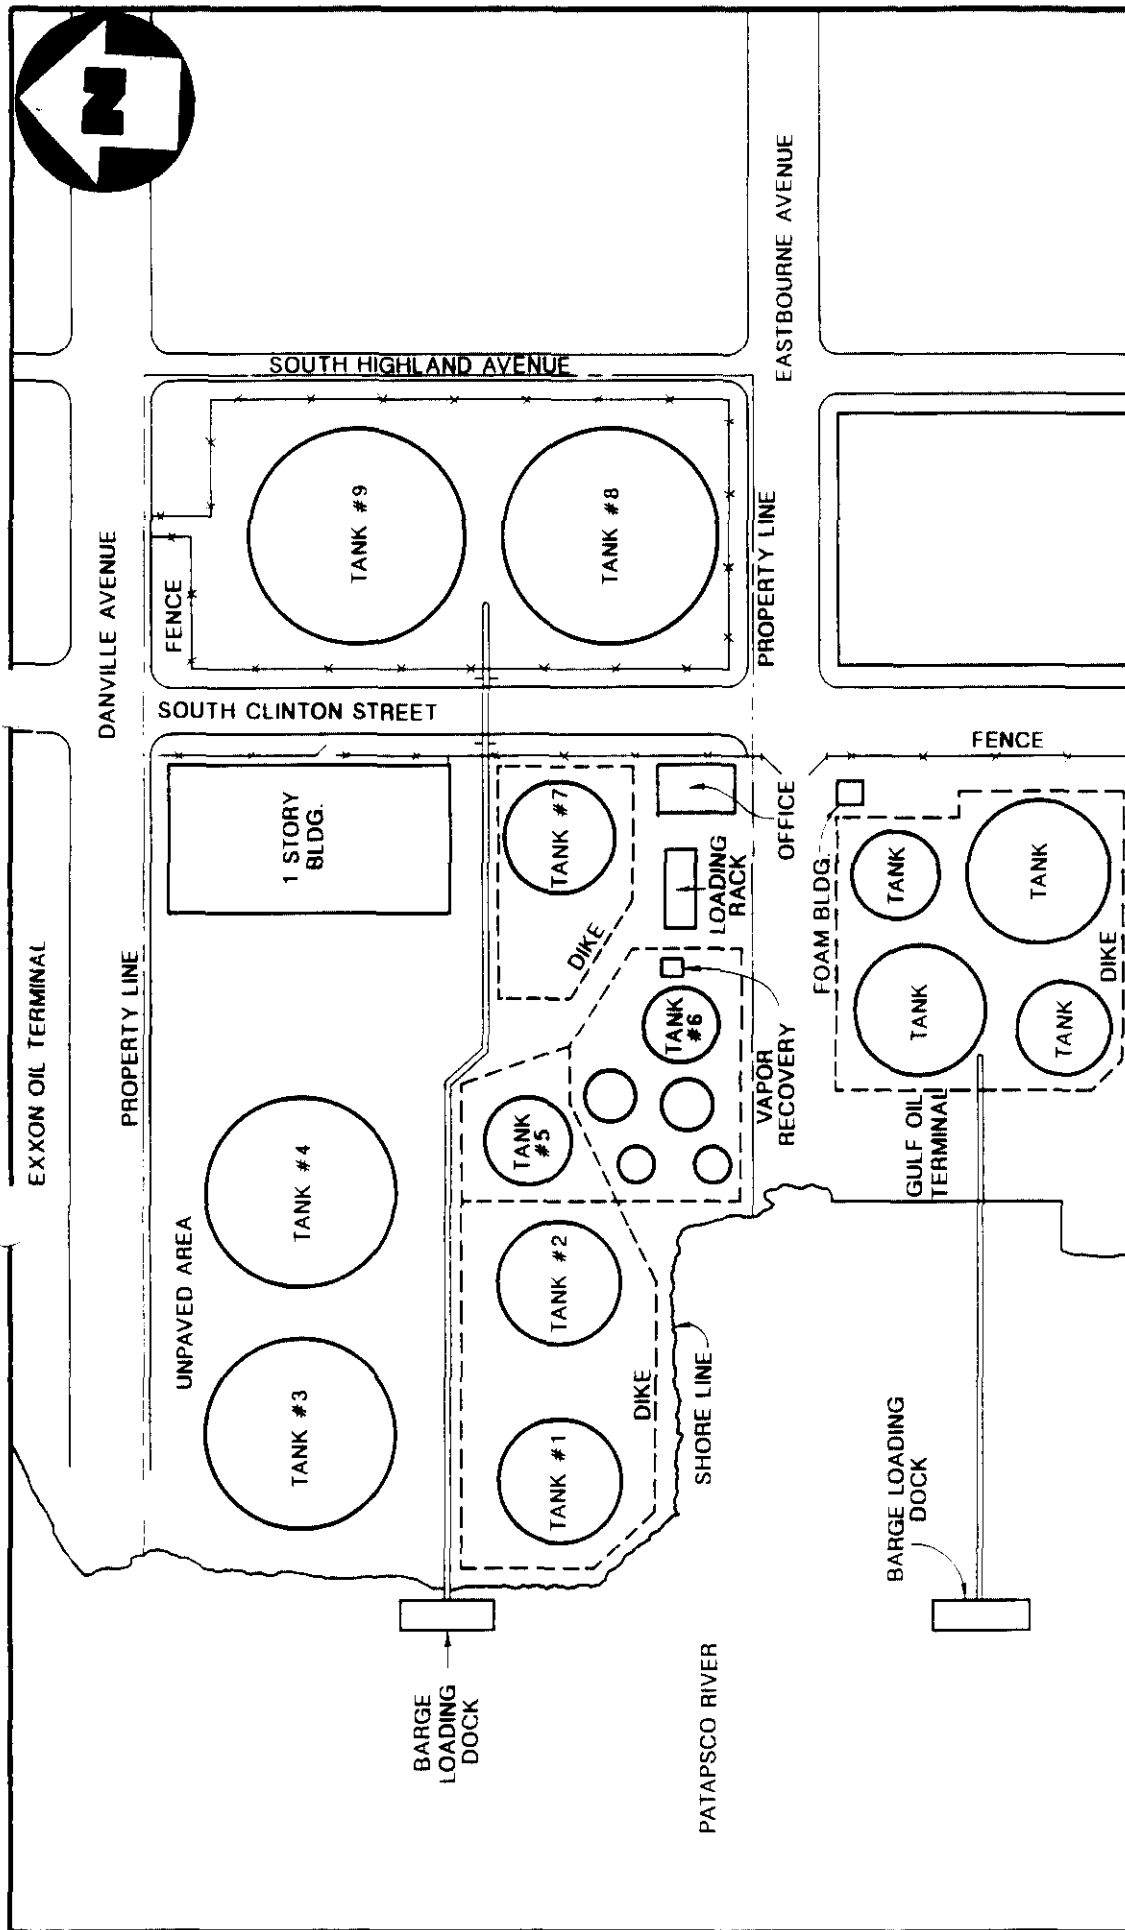 N
EXXON OIL TERMINAL
DANVILLE AVENUE
PROPERTY LINE
FENCE
SOUTH HIGHLAND AVENUE
SOUTH CLINTON STREET
UNPAVED AREA
TANK #3
TANK #4
1 STORY
BLDG.
TANK #9
TANK #8
BARGE
LOADING
DOCK
TANK #1
TANK #2
TANK
#5
TANK #7
DIKE
DIKE
TANK
#6
SHORE LINE
LOADING
RACK
OFFICE
VAPOR
RECOVERY
PROPERTY LINE
EASTBOURNE AVENUE
PATAPSCO RIVER
FOAM BLDG.
GULF OIL
TERMINAL
TANK
TANK
TANK
TANK
DIKE
FENCE
BARGE LOADING
DOCK